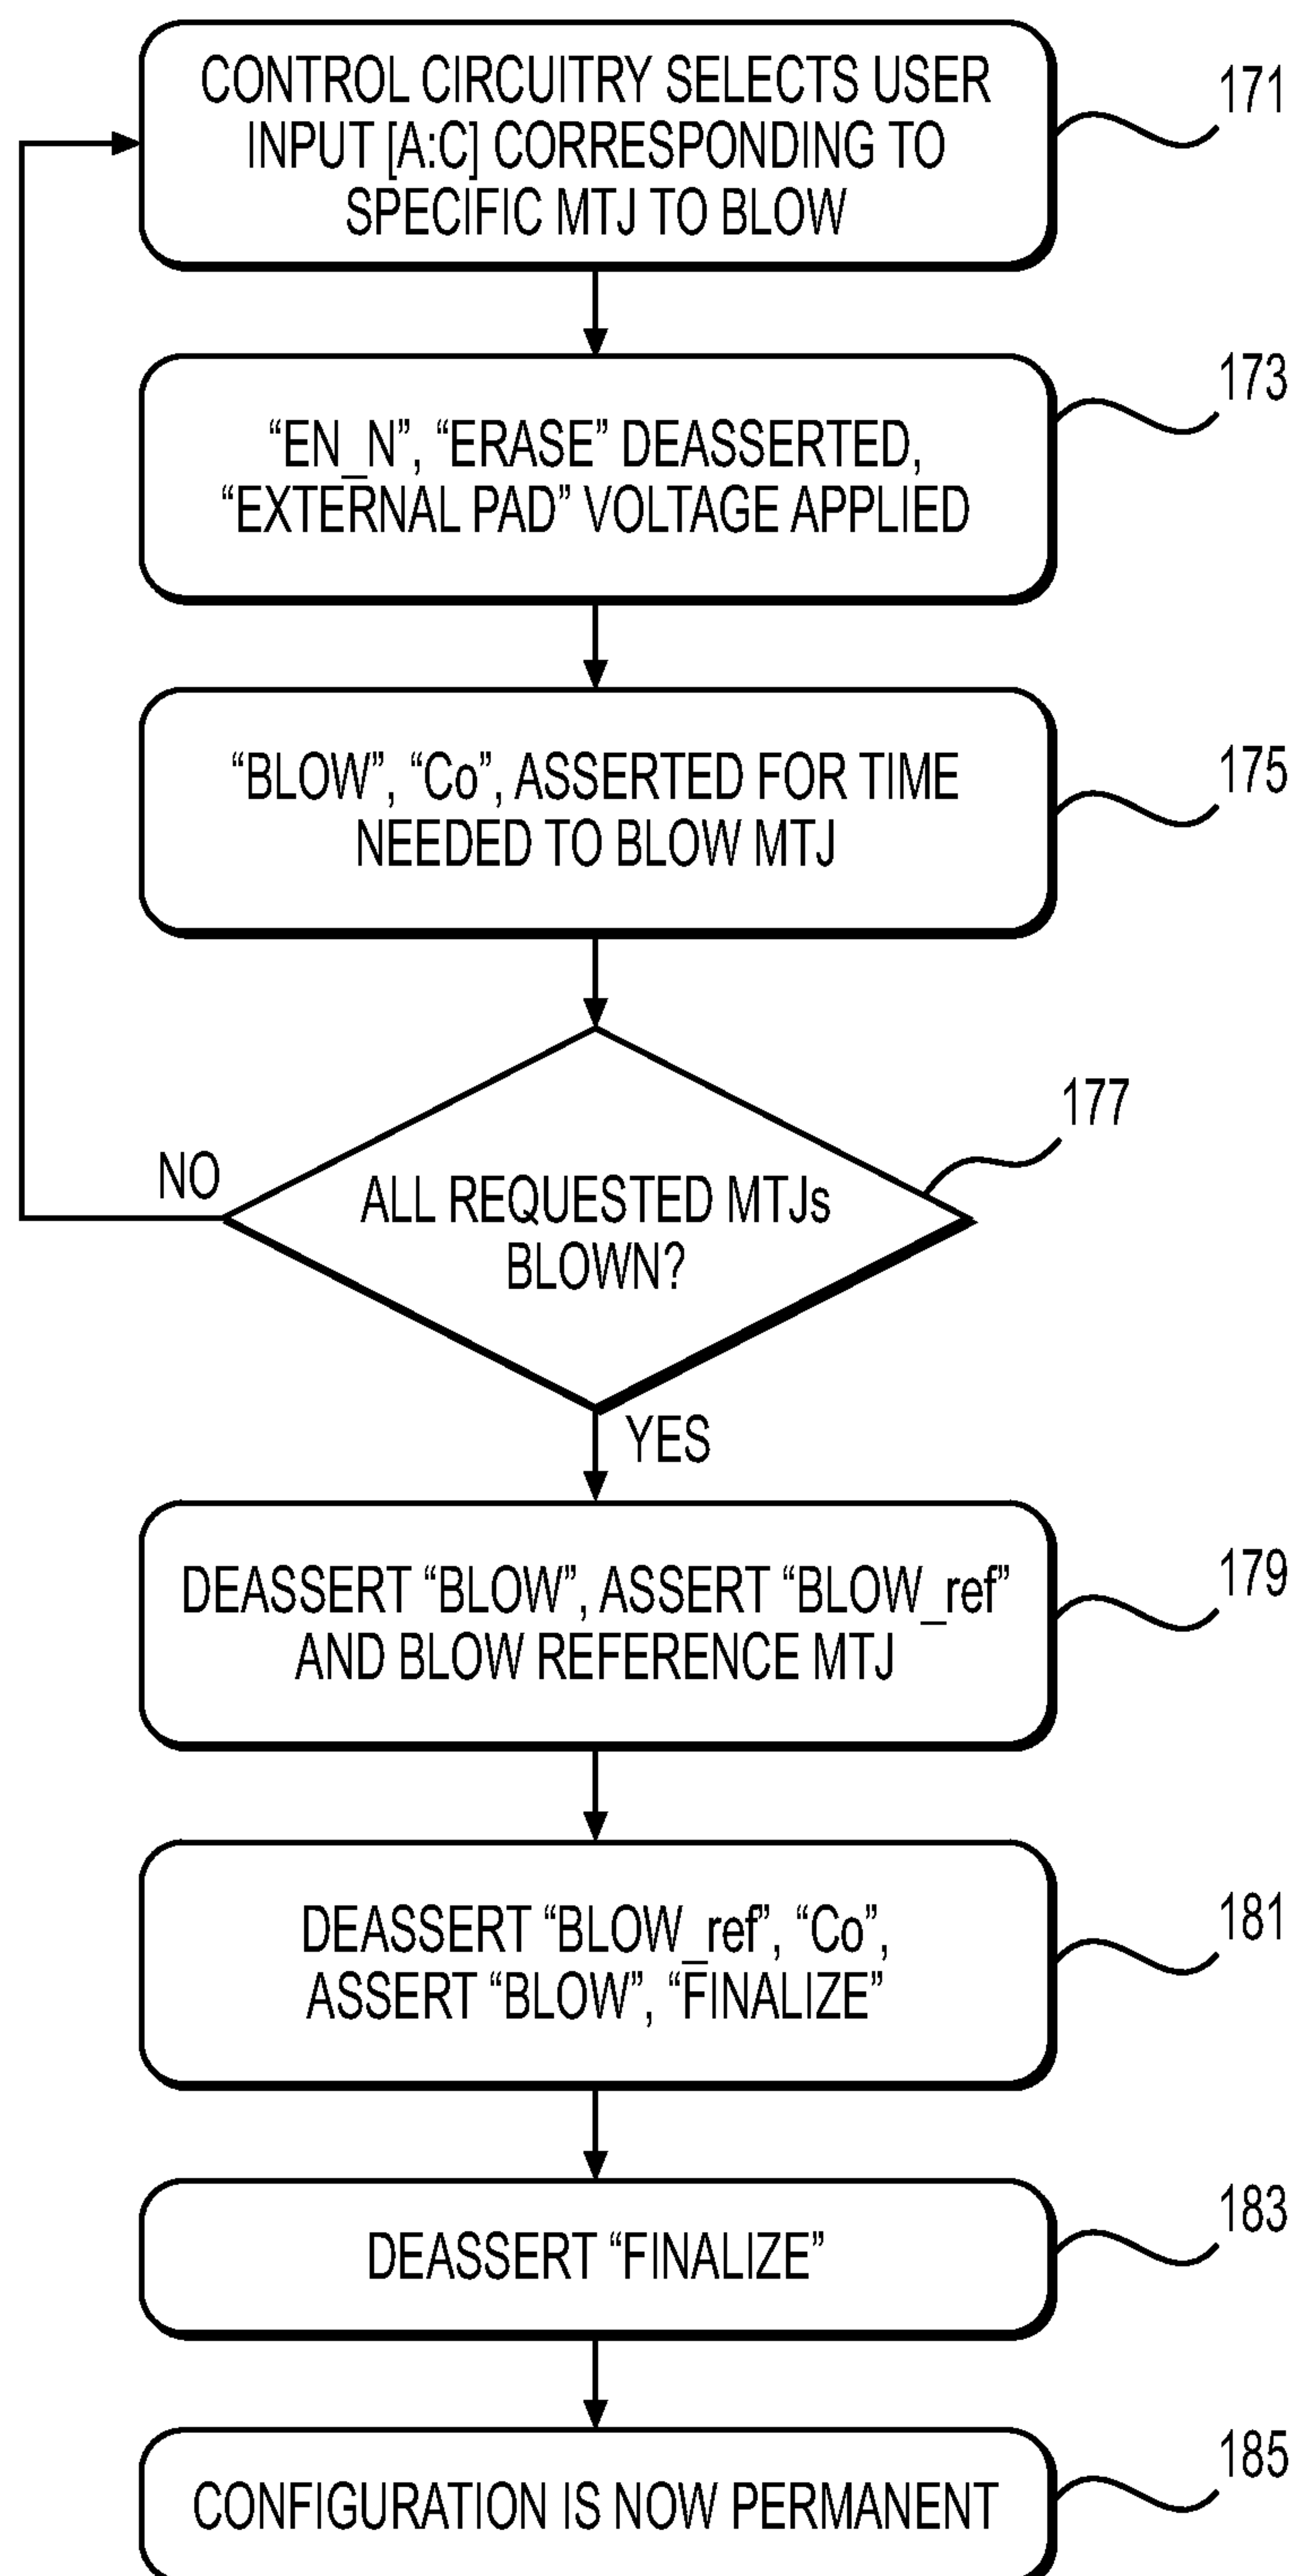 CONTROL CIRCUITRY SELECTS USER
INPUT [A:C] CORRESPONDING TO
SPECIFIC MTJ TO BLOW
171
“EN_N”, “ERASE” DEASSERTED,
“EXTERNAL PAD” VOLTAGE APPLIED
173
“BLOW”, “Co”, ASSERTED FOR TIME
NEEDED TO BLOW MTJ
175
177
NO
ALL REQUESTED MTJs
BLOWN?
YES
DEASSERT “BLOW”, ASSERT “BLOW_ref”
AND BLOW REFERENCE MTJ
179
DEASSERT “BLOW_ref”, “Co”,
ASSERT “BLOW”, “FINALIZE”
181
DEASSERT “FINALIZE”
183
CONFIGURATION IS NOW PERMANENT
185